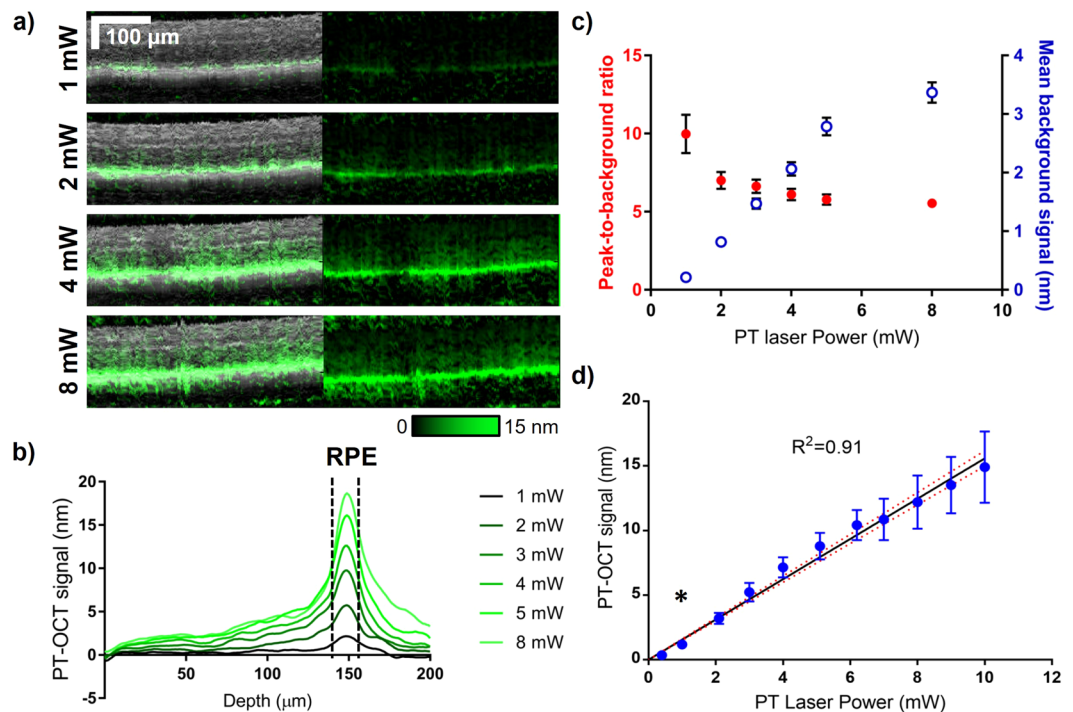 a)
100 μm
1 mW
2 mW
4 mW
8 mW
0 15 nm
b)
RPE
PT-OCT signal (nm)
20
15
10
5
0
-5
50 100 150 200
Depth (μm)
1 mW
2 mW
3 mW
4 mW
5 mW
8 mW
c)
Peak-to-background ratio
15
10
5
0
Mean background signal (nm)
4
3
2
1
0
0 2 4 6 8 10
PT laser Power (mW)
d)
PT-OCT signal (nm)
20
15
10
5
0
R²=0.91
*
0 2 4 6 8 10 12
PT Laser Power (mW)